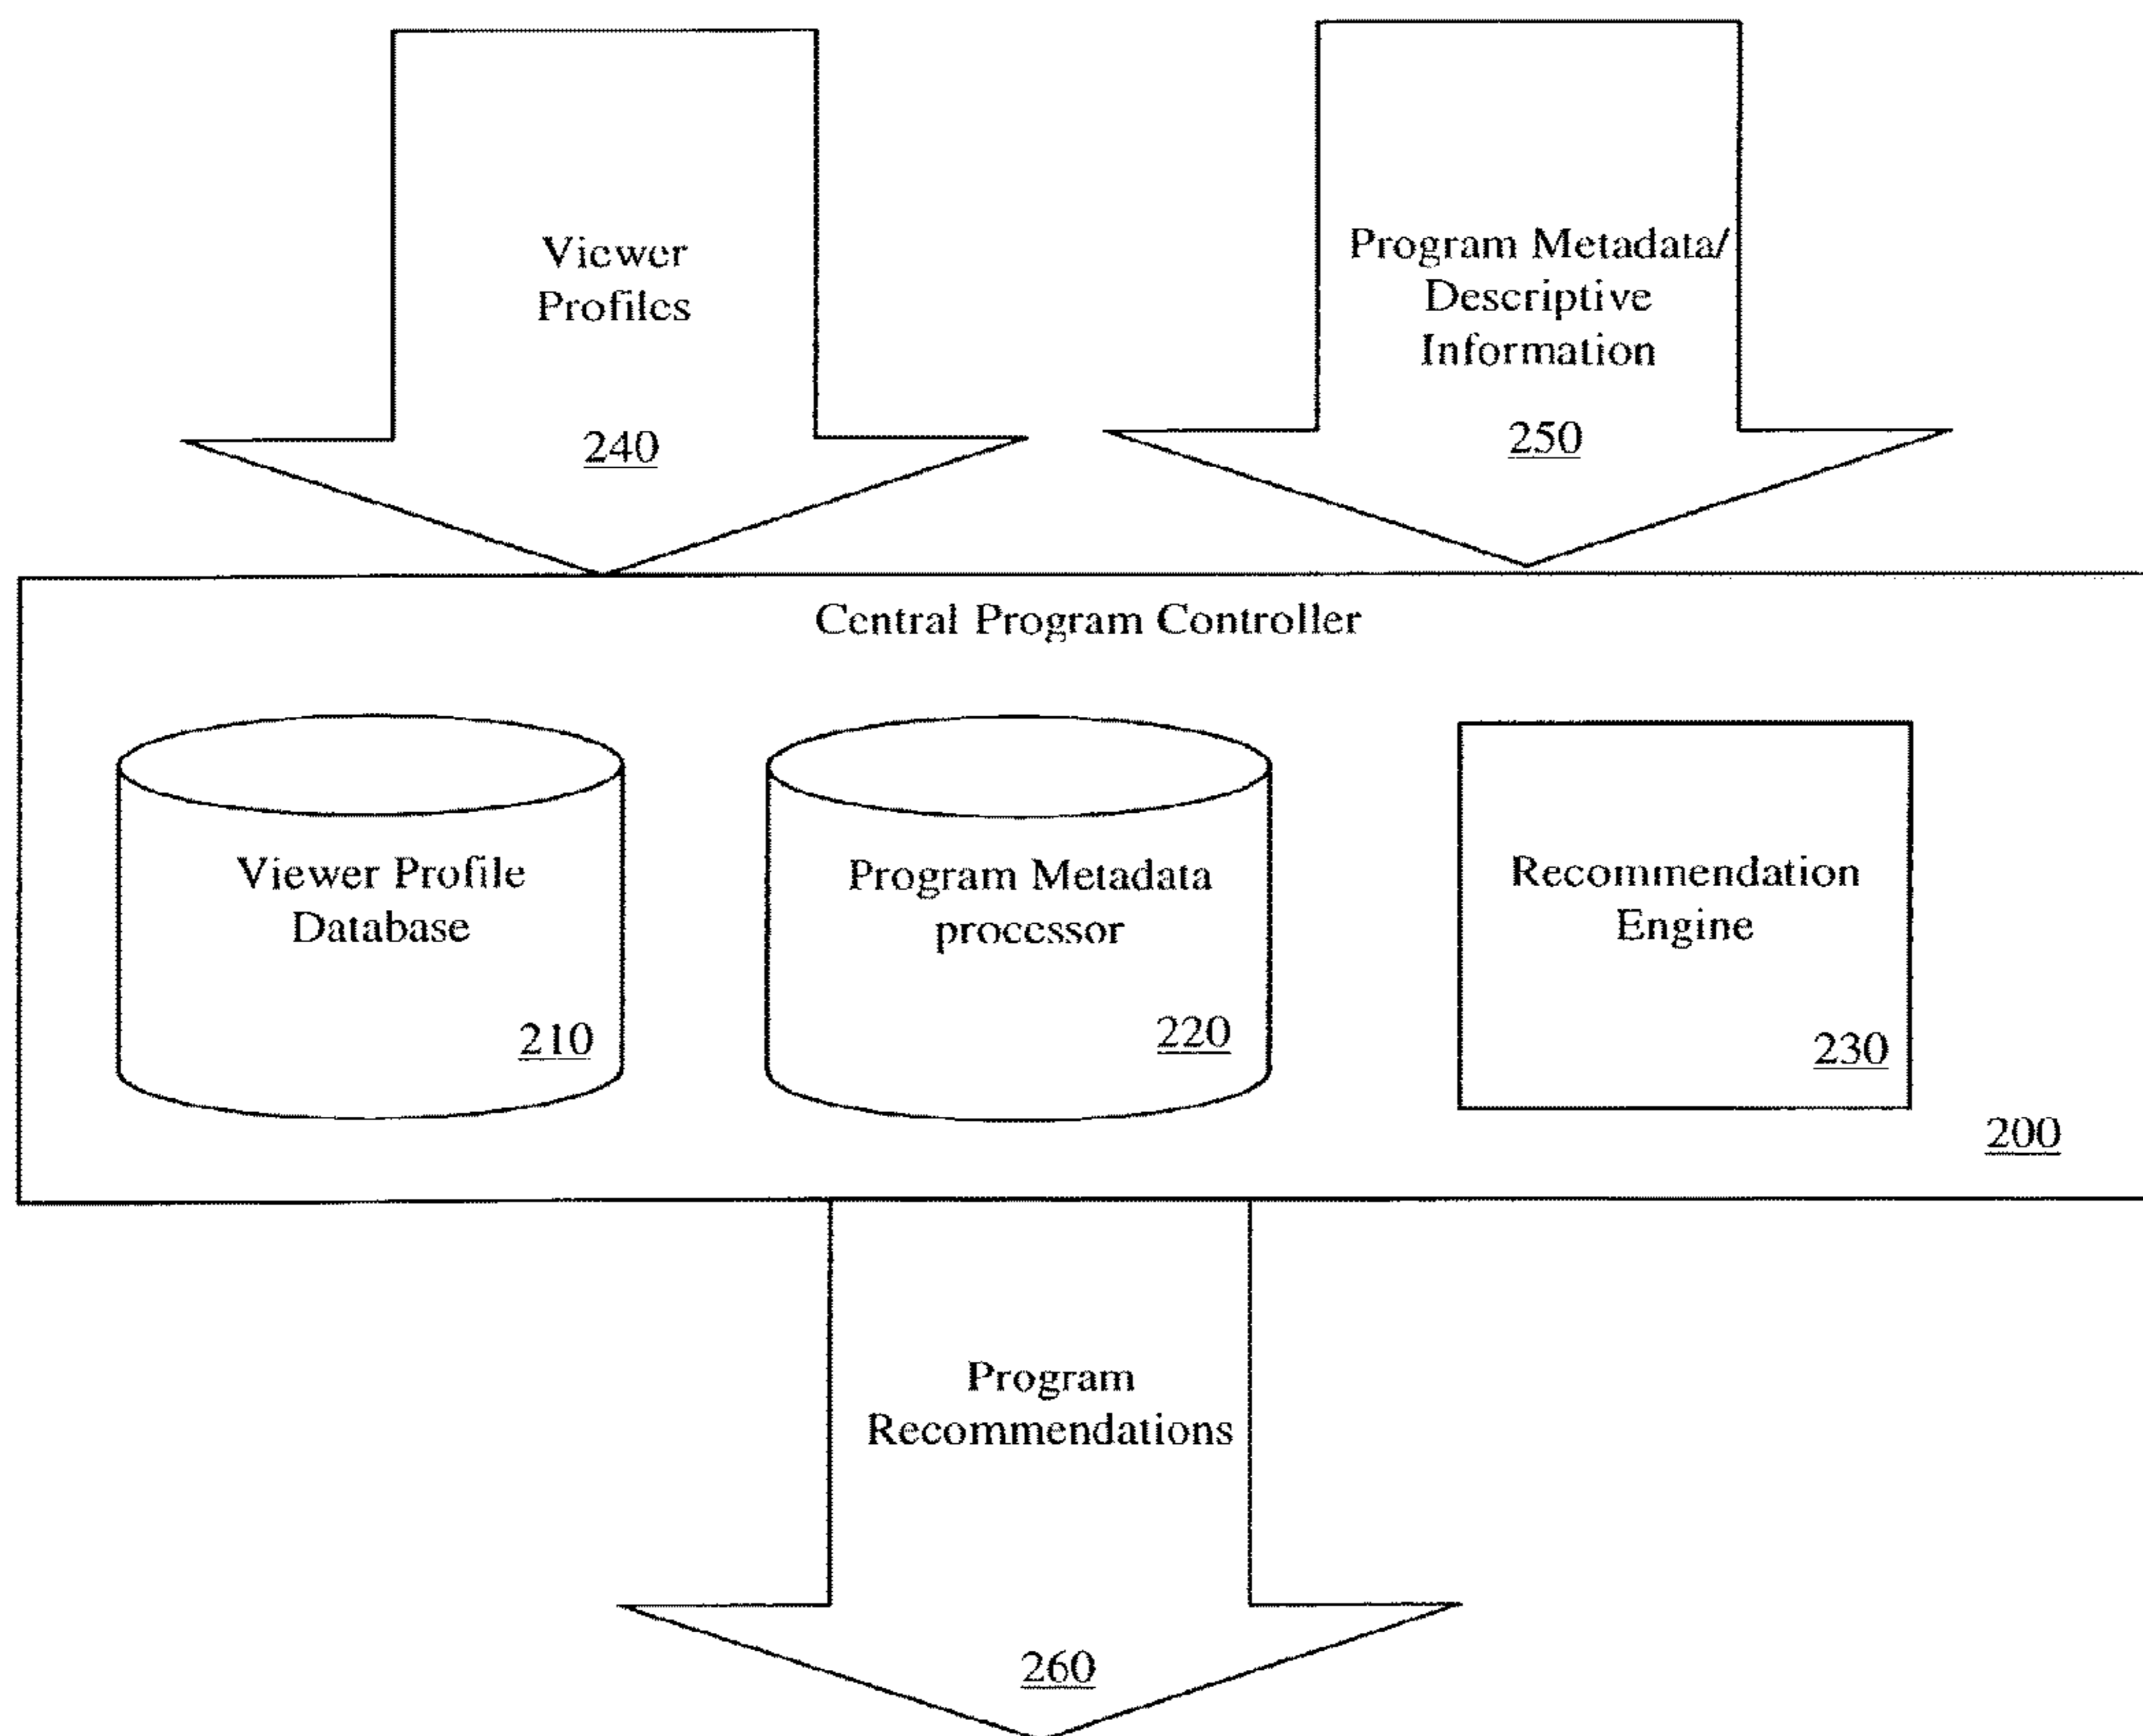 Viewer
Profiles
240
Program Metadata/
Descriptive
Information
250
Central Program Controller
Viewer Profile
Database
210
Program Metadata
processor
220
Recommendation
Engine
230
200
Program
Recommendations
260